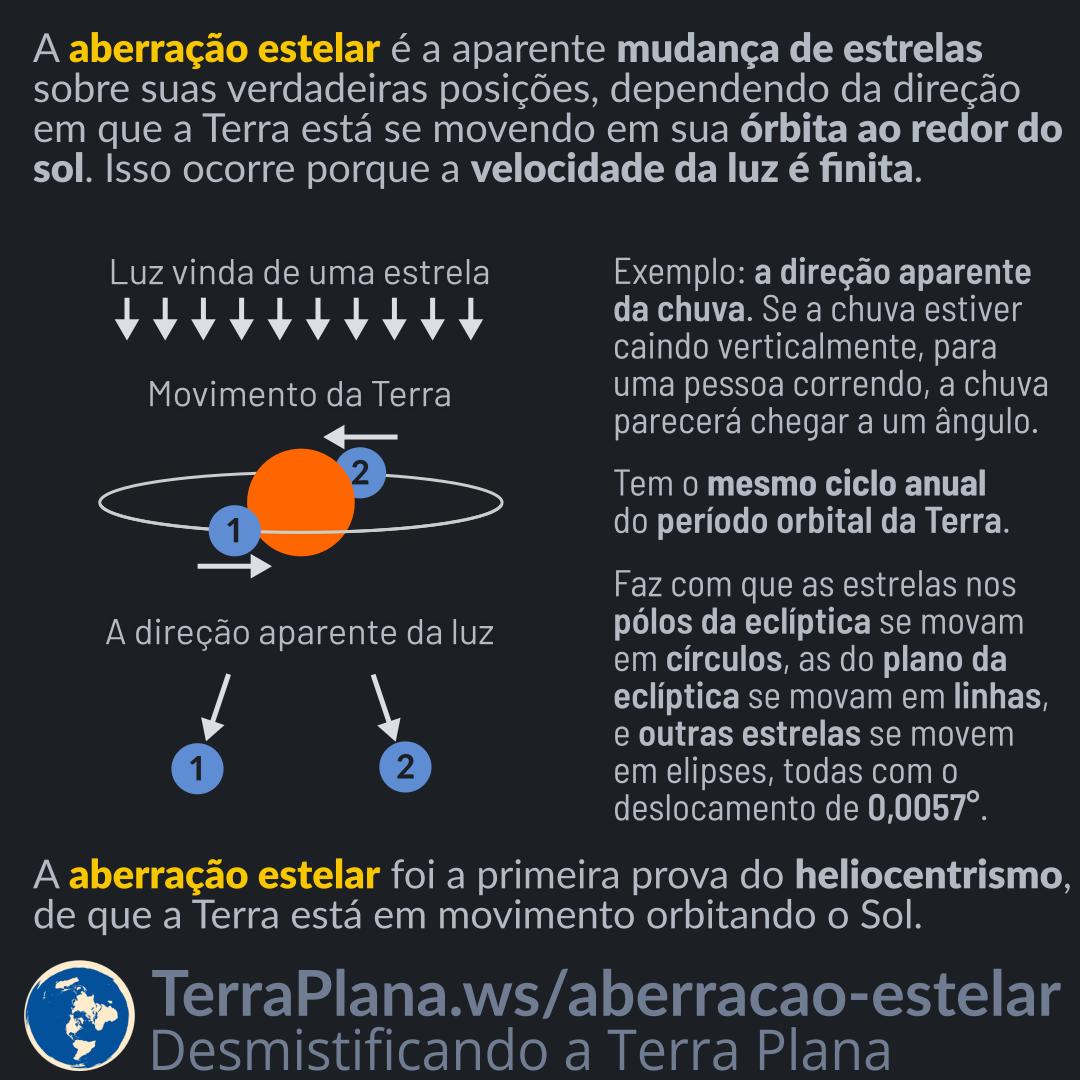 A aberração estelar é a aparente mudança de estrelas
sobre suas verdadeiras posições, dependendo da direção
em que a Terra está se movendo em sua órbita ao redor do
sol. Isso ocorre porque a velocidade da luz é finita.
Luz vinda de uma estrela
Movimento da Terra
2
1
A direção aparente da luz
1
2
Exemplo: a direção aparente
da chuva. Se a chuva estiver
caindo verticalmente, para
uma pessoa correndo, a chuva
parecerá chegar a um ângulo.
Tem o mesmo ciclo anual
do período orbital da Terra.
Faz com que as estrelas nos
pólos da eclíptica se movam
em círculos, as do plano da
eclíptica se movam em linhas,
e outras estrelas se movem
em elipses, todas com o
deslocamento de 0,0057°.
A aberração estelar foi a primeira prova do heliocentrismo,
de que a Terra está em movimento orbitando o Sol.
TerraPlana.ws/aberracao-estelar
Desmistificando a Terra Plana